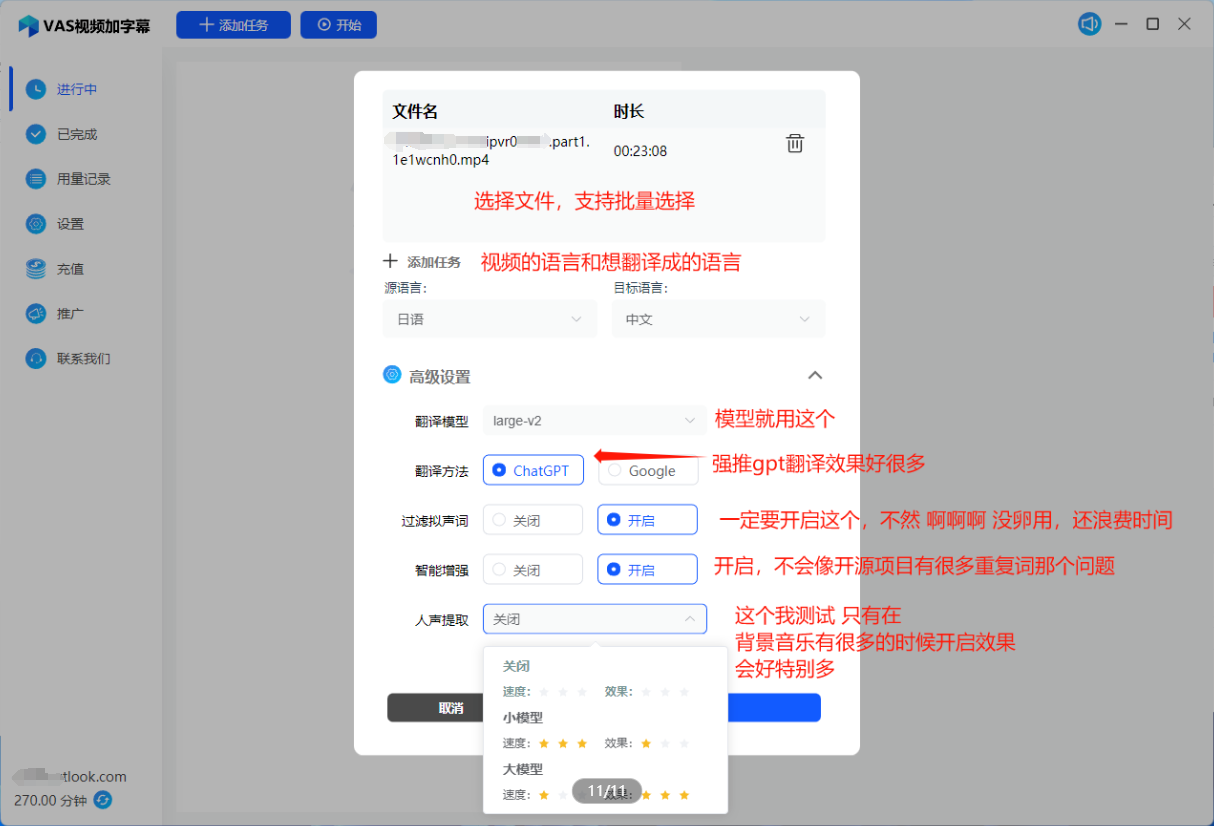 VAS视频加字幕
添加任务
开始
进行中
已完成
用量记录
设置
充值
推广
联系我们
文件名 时长
ipvr0 .part1.
1e1wcnh0.mp4
00:23:08
选择文件，支持批量选择
添加任务
视频的语言和想翻译成的语言
源语言： 目标语言：
日语 中文
高级设置
翻译模型 large-v2 模型就用这个
翻译方法 ChatGPT Google 强推gpt翻译效果好很多
过滤拟声词 关闭 开启 一定要开启这个，不然 啊啊啊 没卵用，还浪费时间
智能增强 关闭 开启 开启，不会像开源项目有很多重复词那个问题
人声提取 关闭 这个我测试 只有在
背景音乐有很多的时候开启效果
会好特别多
关闭
速度： 效果：
取消
小模型
速度： 效果：
大模型
速度： 效果：
11/11
tlook.com
270.00 分钟